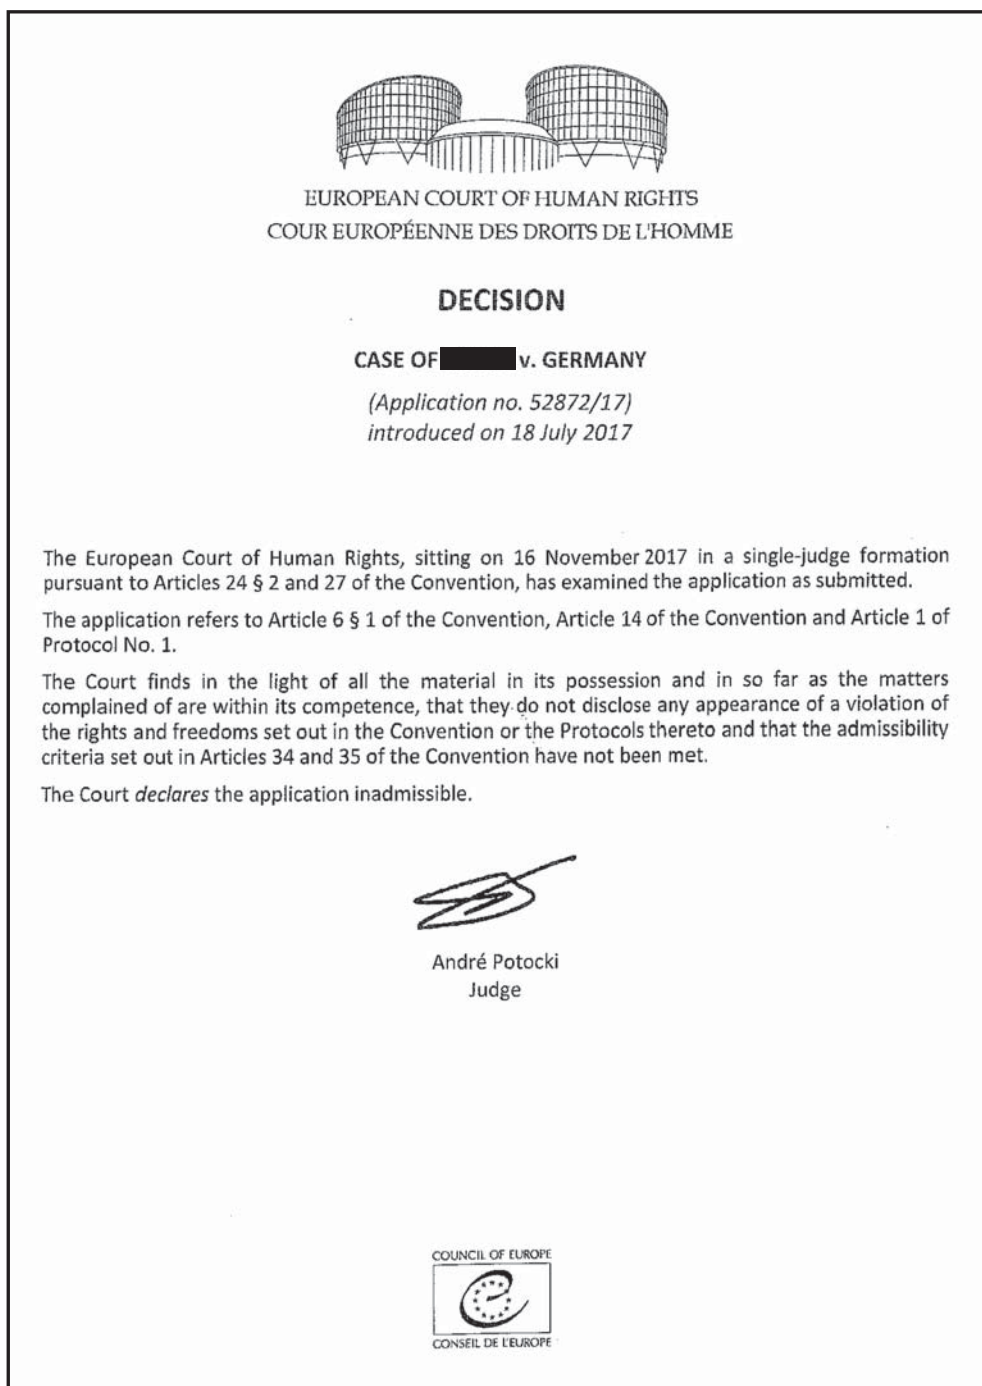 EUROPEAN COURT OF HUMAN RIGHTS
COUR EUROPÉENNE DES DROITS DE L'HOMME
DECISION
CASE OF v. GERMANY
(Application no. 52872/17)
introduced on 18 July 2017
The European Court of Human Rights, sitting on 16 November 2017 in a single-judge formation
pursuant to Articles 24 § 2 and 27 of the Convention, has examined the application as submitted.
The application refers to Article 6 § 1 of the Convention, Article 14 of the Convention and Article 1 of
Protocol No. 1.
The Court finds in the light of all the material in its possession and in so far as the matters
complained of are within its competence, that they do not disclose any appearance of a violation of
the rights and freedoms set out in the Convention or the Protocols thereto and that the admissibility
criteria set out in Articles 34 and 35 of the Convention have not been met.
The Court declares the application inadmissible.
André Potocki
Judge
COUNCIL OF EUROPE
CONSEIL DE L'EUROPE